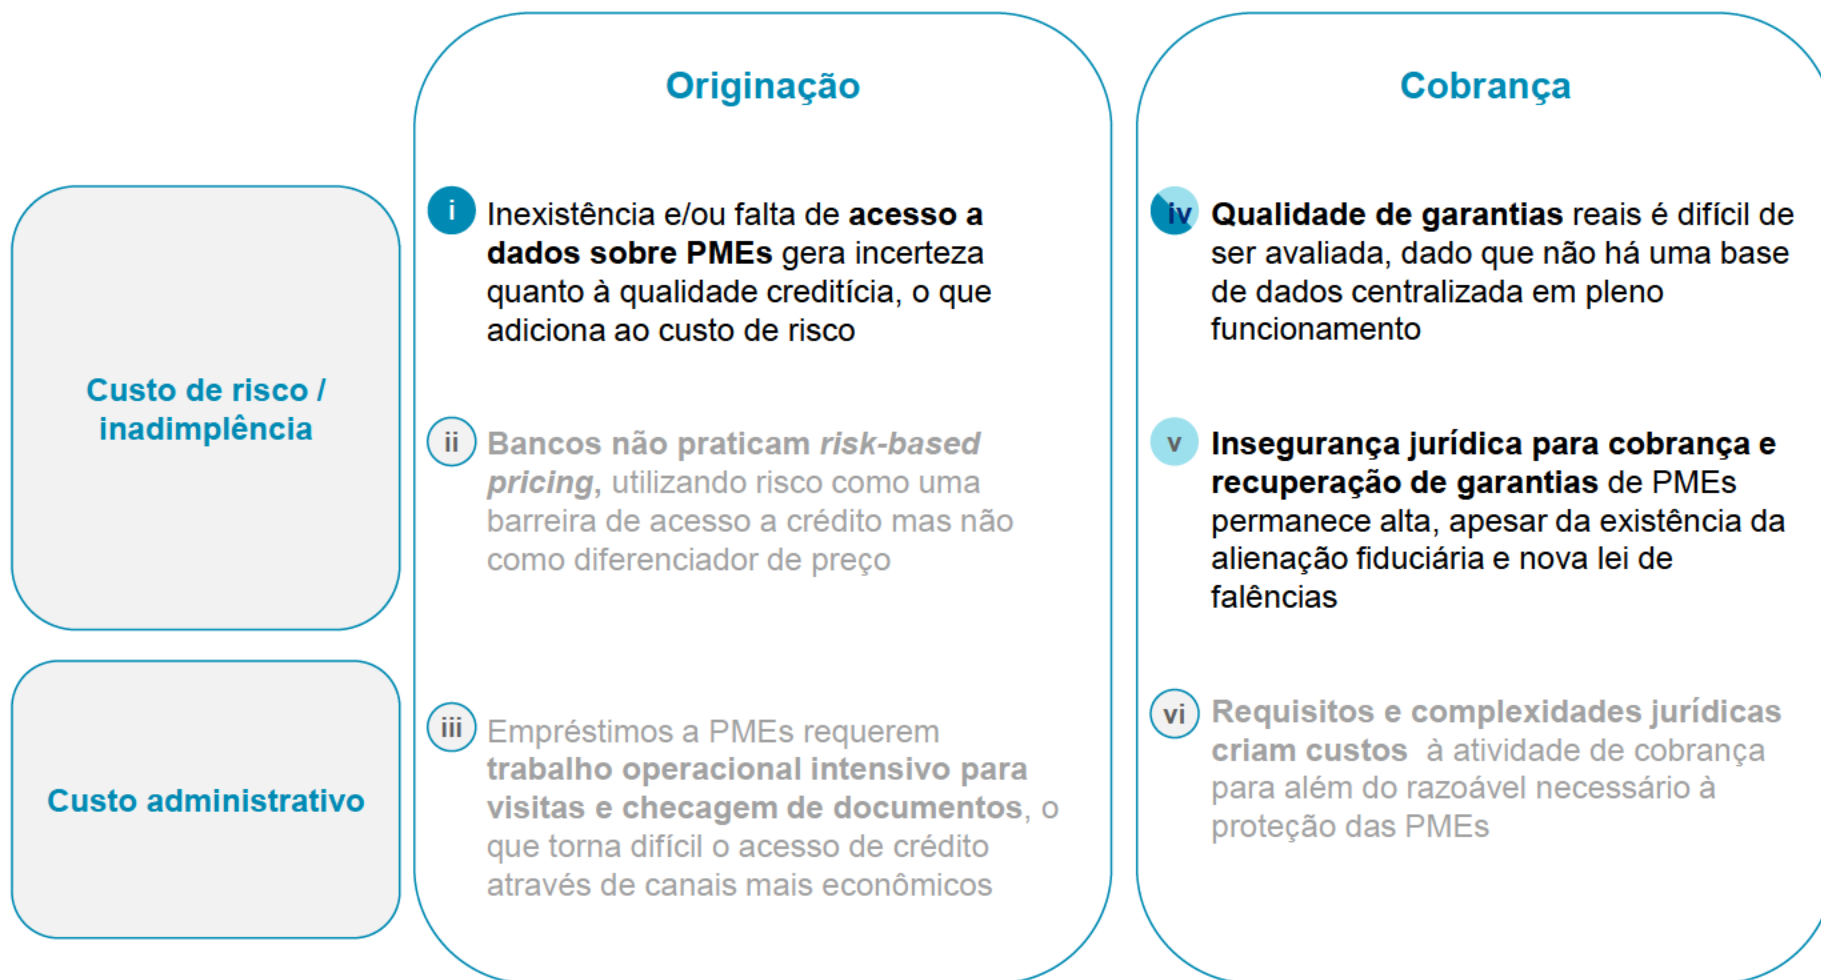 Originação
Cobrança
Custo de risco /
inadimplência
i
Inexistência e/ou falta de acesso a
dados sobre PMEs gera incerteza
quanto à qualidade creditícia, o que
adiciona ao custo de risco
iv
Qualidade de garantias reais é difícil de
ser avaliada, dado que não há uma base
de dados centralizada em pleno
funcionamento
ii
Bancos não praticam risk-based
pricing, utilizando risco como uma
barreira de acesso a crédito mas não
como diferenciador de preço
v
Insegurança jurídica para cobrança e
recuperação de garantias de PMEs
permanece alta, apesar da existência da
alienação fiduciária e nova lei de
falências
Custo administrativo
iii
Empréstimos a PMEs requerem
trabalho operacional intensivo para
visitas e checagem de documentos, o
que torna difícil o acesso de crédito
através de canais mais econômicos
vi
Requisitos e complexidades jurídicas
criam custos à atividade de cobrança
para além do razoável necessário à
proteção das PMEs